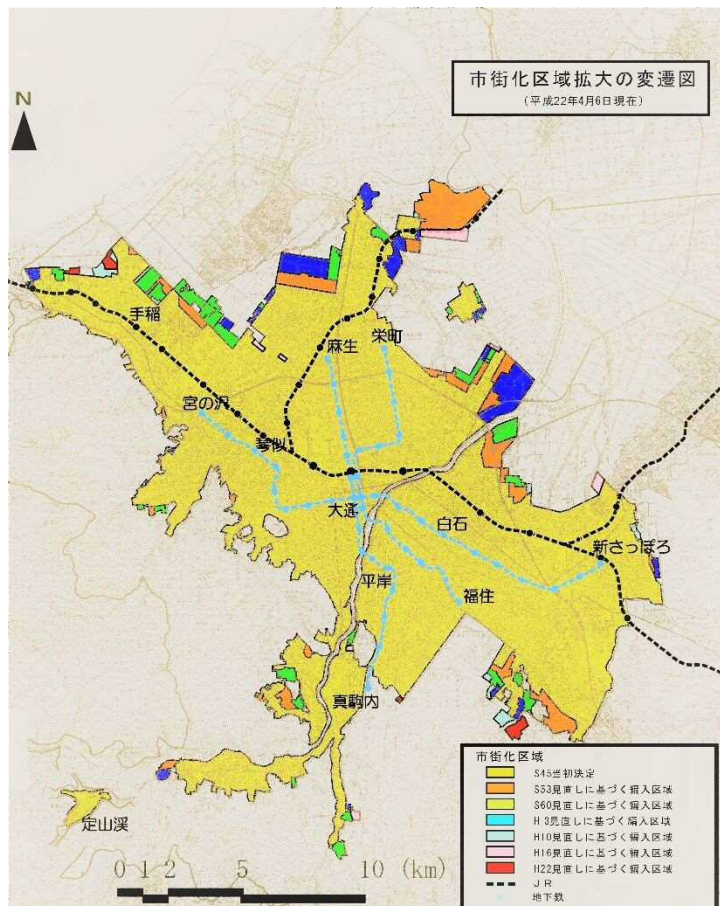 市街化区域拡大の変遷図
(平成22年4月6日現在)
N
手稲
麻生
栄町
宮の沢
琴似
大通
白石
新さっぽろ
平岸
福住
真駒内
定山渓
0 1 2 5 10 (km)
市街化区域
S45当初決定
S53見直しに基づく編入区域
S60見直しに基づく編入区域
H3見直しに基づく編入区域
H10見直しに基づく編入区域
H16見直しに基づく編入区域
H22見直しに基づく編入区域
JR
地下鉄